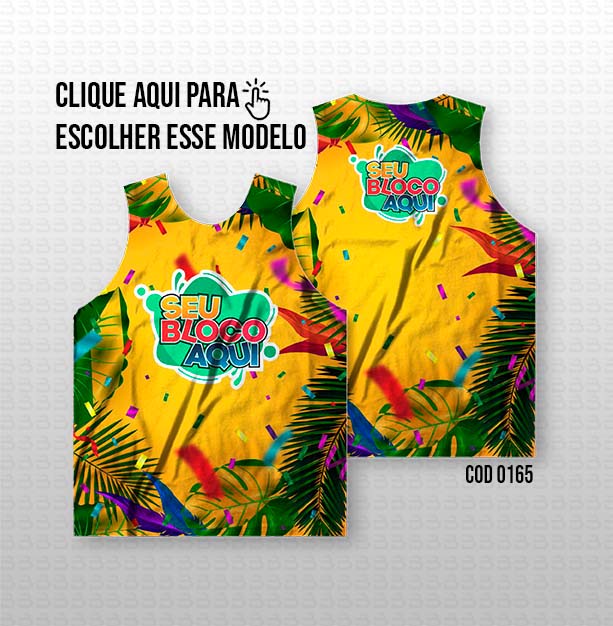 CLIQUE AQUI PARA
ESCOLHER ESSE MODELO
SEU
BLOCO
AQUI
SEU
BLOCO
AQUI
COD 0165